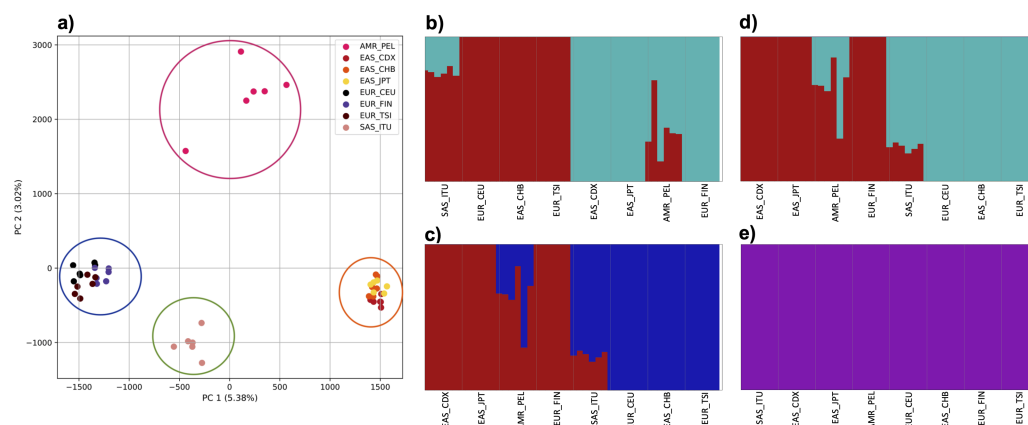 a)
3000
2000
1000
0
−1000
−1500
−1000
−500
0
500
1000
1500
PC 1 (5.38%)
PC 2 (3.02%)
AMR_PEL
EAS_CDX
EAS_CHB
EAS_JPT
EUR_CEU
EUR_FIN
EUR_TSI
SAS_ITU
b)
SAS_ITU
EUR_CEU
EAS_CHB
EUR_TSI
EAS_CDX
EAS_JPT
AMR_PEL
EUR_FIN
d)
EAS_CDX
EAS_JPT
AMR_PEL
EUR_FIN
SAS_ITU
EUR_CEU
EAS_CHB
EUR_TSI
c)
EAS_CDX
EAS_JPT
AMR_PEL
EUR_FIN
SAS_ITU
EUR_CEU
EAS_CHB
EUR_TSI
e)
SAS_ITU
EAS_CDX
EAS_JPT
AMR_PEL
EUR_CEU
EAS_CHB
EUR_FIN
EUR_TSI